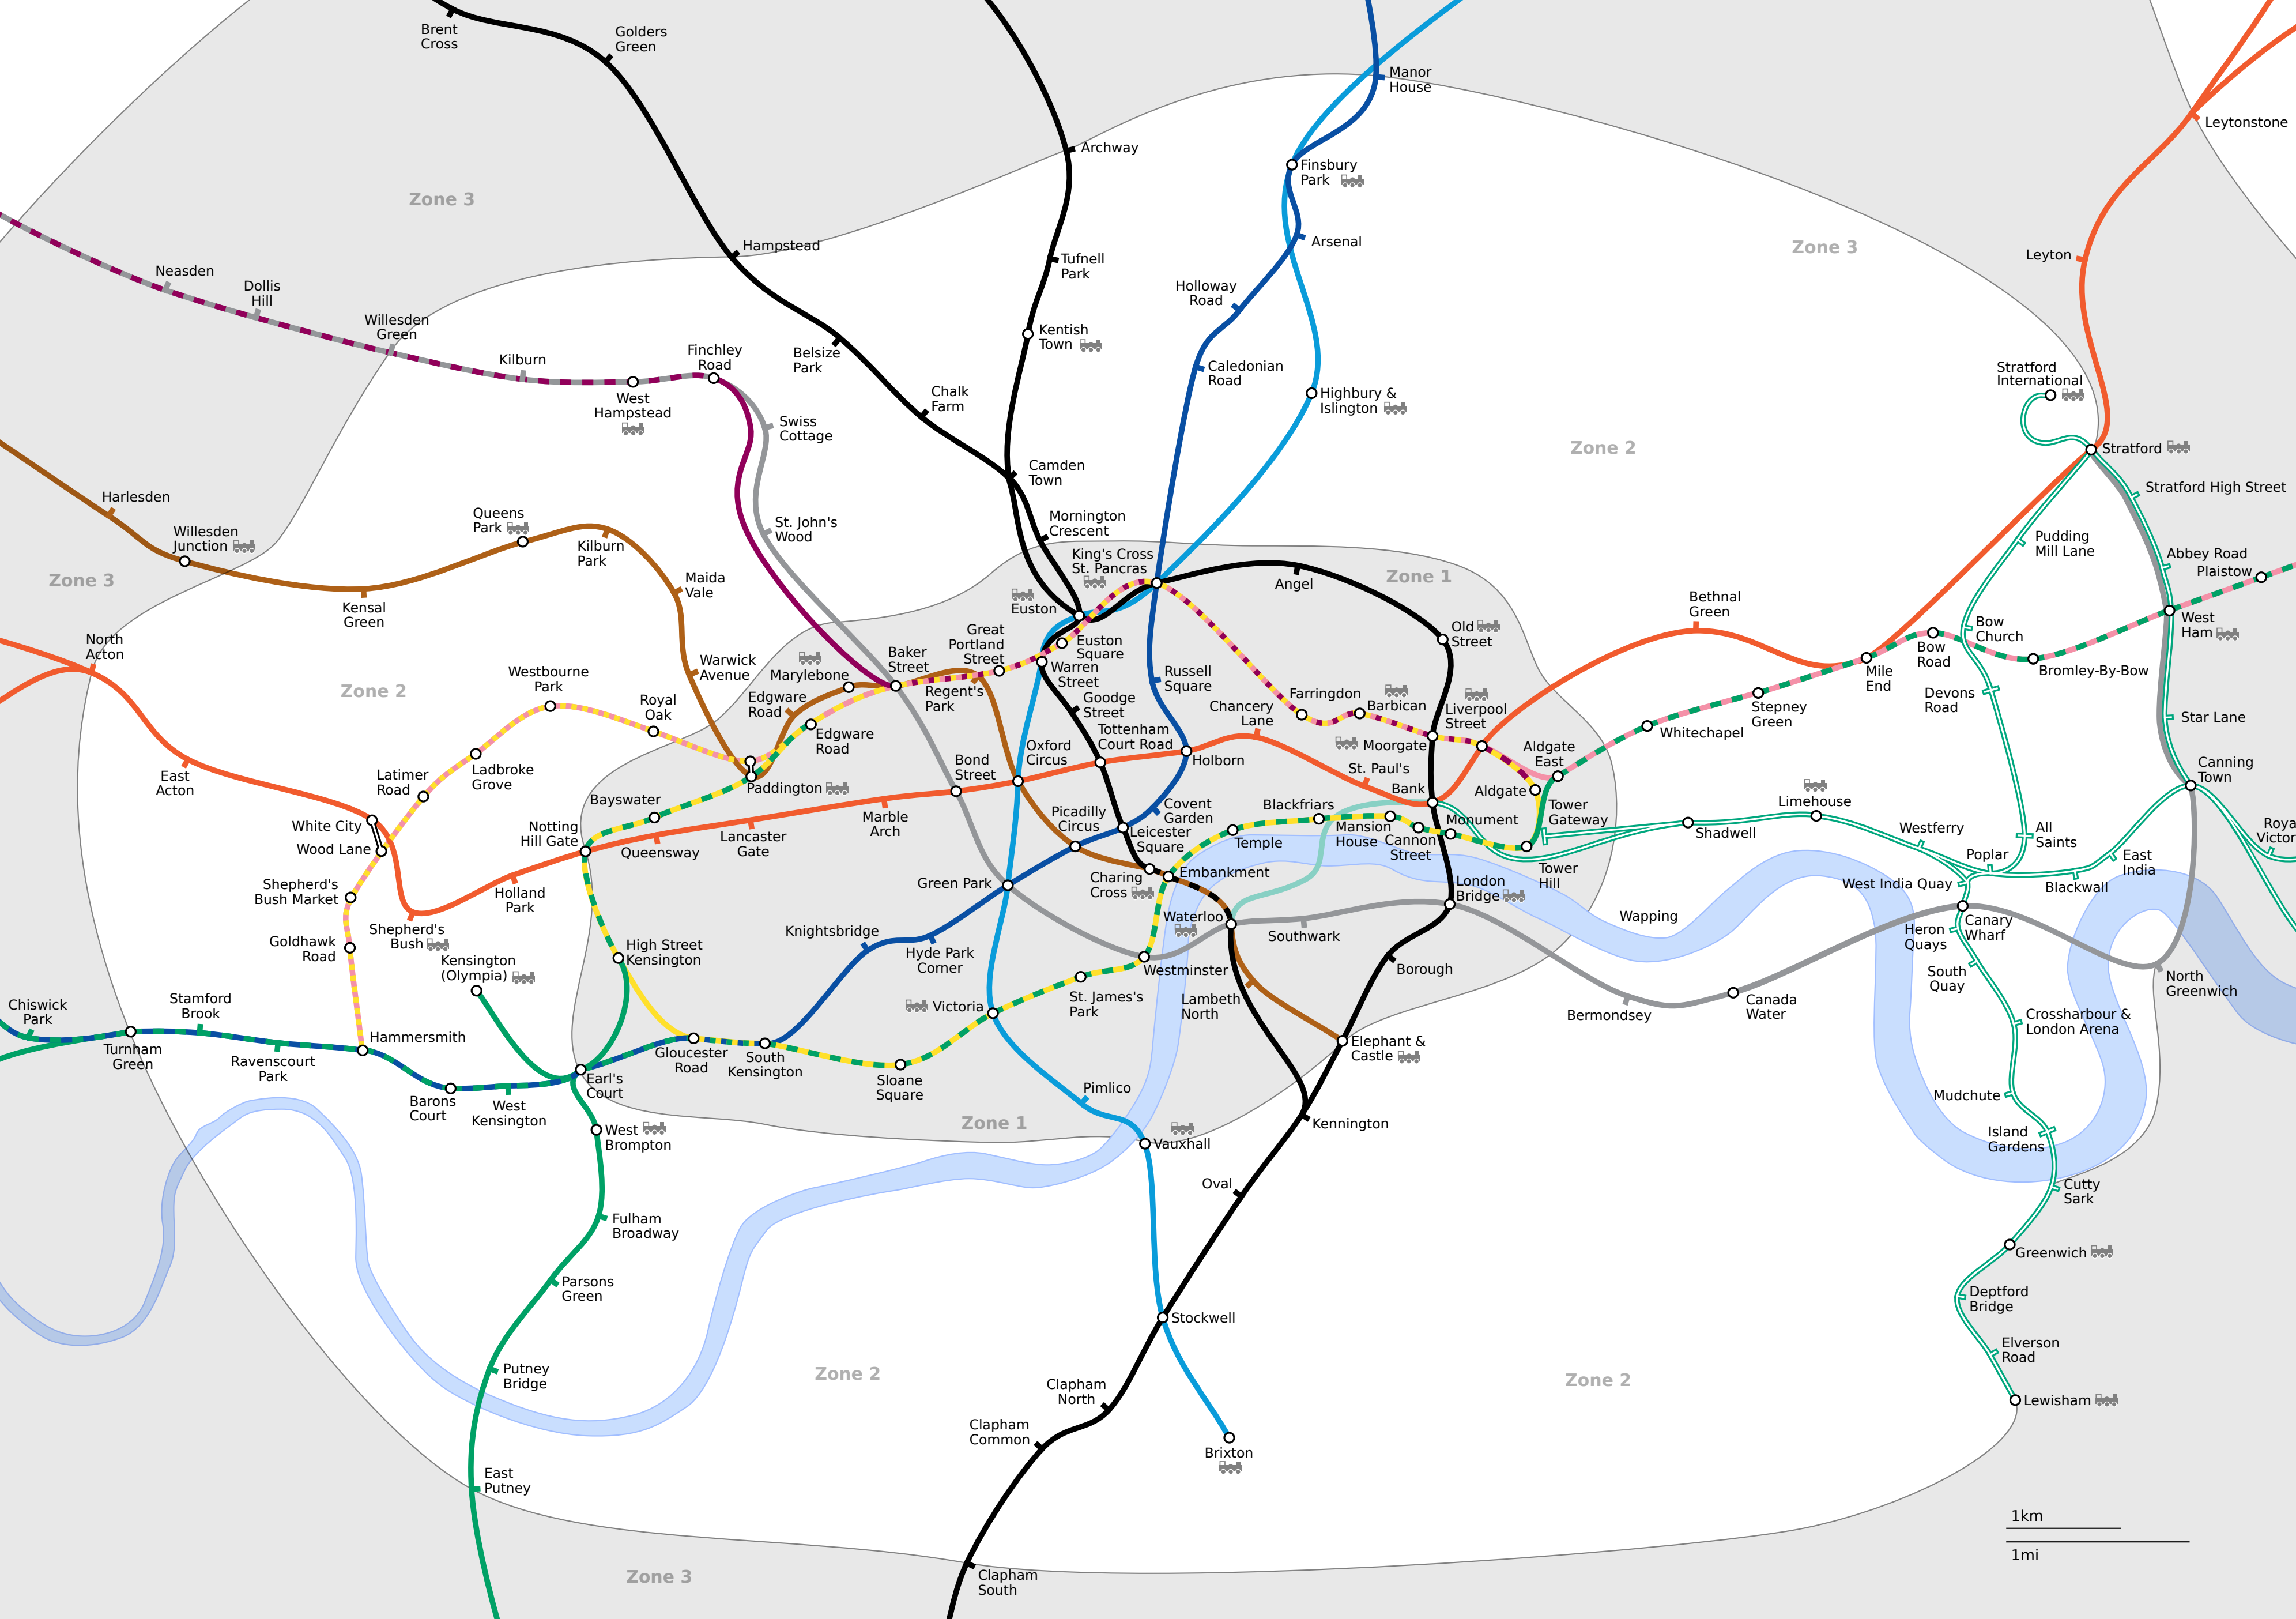 Brent
Cross
Golders
Green
Manor
House
Leytonstone
Archway
Finsbury
Park
Zone 3
Hampstead
Arsenal
Zone 3
Leyton
Neasden
Dollis
Hill
Tufnell
Park
Holloway
Road
Willesden
Green
Kilburn
Finchley
Road
Belsize
Park
Kentish
Town
Caledonian
Road
Stratford
International
West
Hampstead
Chalk
Farm
Highbury &
Islington
Swiss
Cottage
Zone 2
Stratford
Camden
Town
Stratford High Street
Harlesden
Willesden
Junction
Queens
Park
Kilburn
Park
St. John's
Wood
Mornington
Crescent
Pudding
Mill Lane
Abbey Road
Plaistow
King's Cross
St. Pancras
Zone 3
Maida
Vale
Angel
Zone 1
Kensal
Green
Euston
Bethnal
Green
West
Ham
North
Acton
Great
Portland
Street
Euston
Square
Old
Street
Bow
Church
Bow
Road
Bromley-By-Bow
Mile
End
Westbourne
Park
Zone 2
Warwick
Avenue
Marylebone
Baker
Street
Warren
Street
Russell
Square
Farringdon
Barbican
Liverpool
Street
Stepney
Green
Devons
Road
Royal
Oak
Edgware
Road
Regent's
Park
Goodge
Street
Chancery
Lane
Star Lane
Edgware
Road
Tottenham
Court Road
Moorgate
Whitechapel
East
Acton
Latimer
Road
Ladbroke
Grove
Paddington
Bond
Street
Oxford
Circus
Holborn
St. Paul's
Aldgate
East
Canning
Town
Bayswater
Marble
Arch
Bank
Aldgate
Limehouse
White City
Wood Lane
Notting
Hill Gate
Queensway
Lancaster
Gate
Picadilly
Circus
Covent
Garden
Leicester
Square
Blackfriars
Temple
Mansion
House
Cannon
Street
Monument
Tower
Gateway
Shadwell
Westferry
All
Saints
Royal
Victor
Poplar
East
India
Shepherd's
Bush Market
Holland
Park
Green Park
Charing
Cross
Embankment
London
Bridge
Tower
Hill
West India Quay
Blackwall
Shepherd's
Bush
Goldhawk
Road
Kensington
(Olympia)
High Street
Kensington
Knightsbridge
Hyde Park
Corner
Waterloo
Southwark
Wapping
Canary
Wharf
Heron
Quays
Westminster
Borough
South
Quay
North
Greenwich
Chiswick
Park
Stamford
Brook
Victoria
St. James's
Park
Lambeth
North
Bermondsey
Canada
Water
Crossharbour &
London Arena
Turnham
Green
Ravenscourt
Park
Hammersmith
Gloucester
Road
South
Kensington
Sloane
Square
Elephant &
Castle
Barons
Court
West
Kensington
Earl's
Court
Pimlico
Mudchute
West
Brompton
Zone 1
Vauxhall
Kennington
Island
Gardens
Oval
Cutty
Sark
Fulham
Broadway
Greenwich
Parsons
Green
Stockwell
Deptford
Bridge
Putney
Bridge
Zone 2
Clapham
North
Zone 2
Elverson
Road
Lewisham
Clapham
Common
Brixton
East
Putney
1km
1mi
Zone 3
Clapham
South